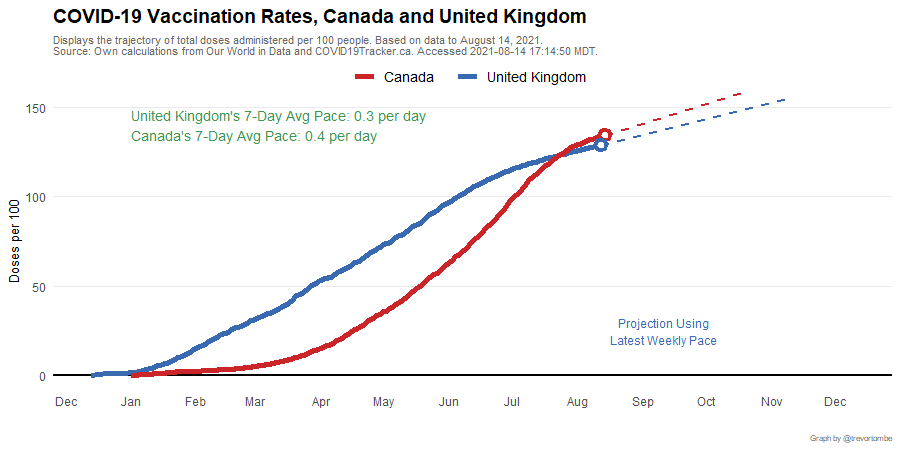 COVID-19 Vaccination Rates, Canada and United Kingdom
Displays the trajectory of total doses administered per 100 people. Based on data to August 14, 2021.
Source: Own calculations from Our World in Data and COVID19Tracker.ca. Accessed 2021-08-14 17:14:50 MDT.
Canada United Kingdom
United Kingdom's 7-Day Avg Pace: 0.3 per day
Canada's 7-Day Avg Pace: 0.4 per day
150
100
50
0
Doses per 100
Projection Using
Latest Weekly Pace
Dec Jan Feb Mar Apr May Jun Jul Aug Sep Oct Nov Dec
Graph by @trevortombe